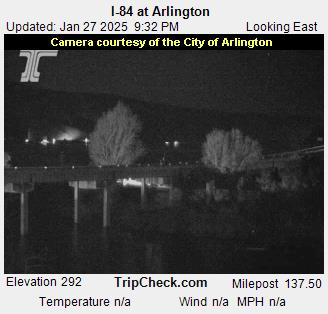 I-84 at Arlington
Updated: Jan 27 2025 9:32 PM Looking East
Camera courtesy of the City of Arlington
Elevation 292 TripCheck.com Milepost 137.50
Temperature n/a Wind n/a MPH n/a